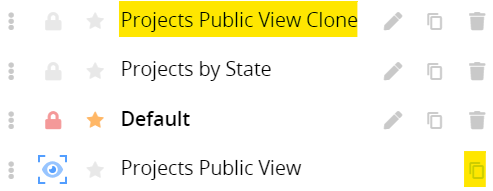 Projects Public View Clone
Projects by State
Default
Projects Public View